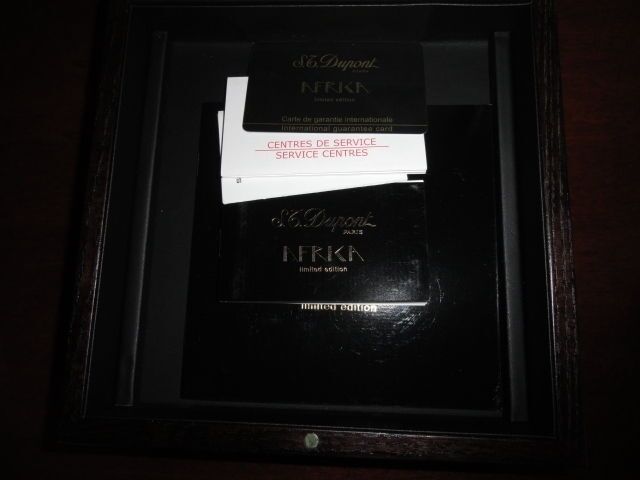 S.T. Dupont
PARIS
AFRIKA
limited edition
Carte de garantie internationale
International guarantee card
CENTRES DE SERVICE
SERVICE CENTRES
S.T. Dupont
PARIS
AFRIKA
limited edition
limited edition